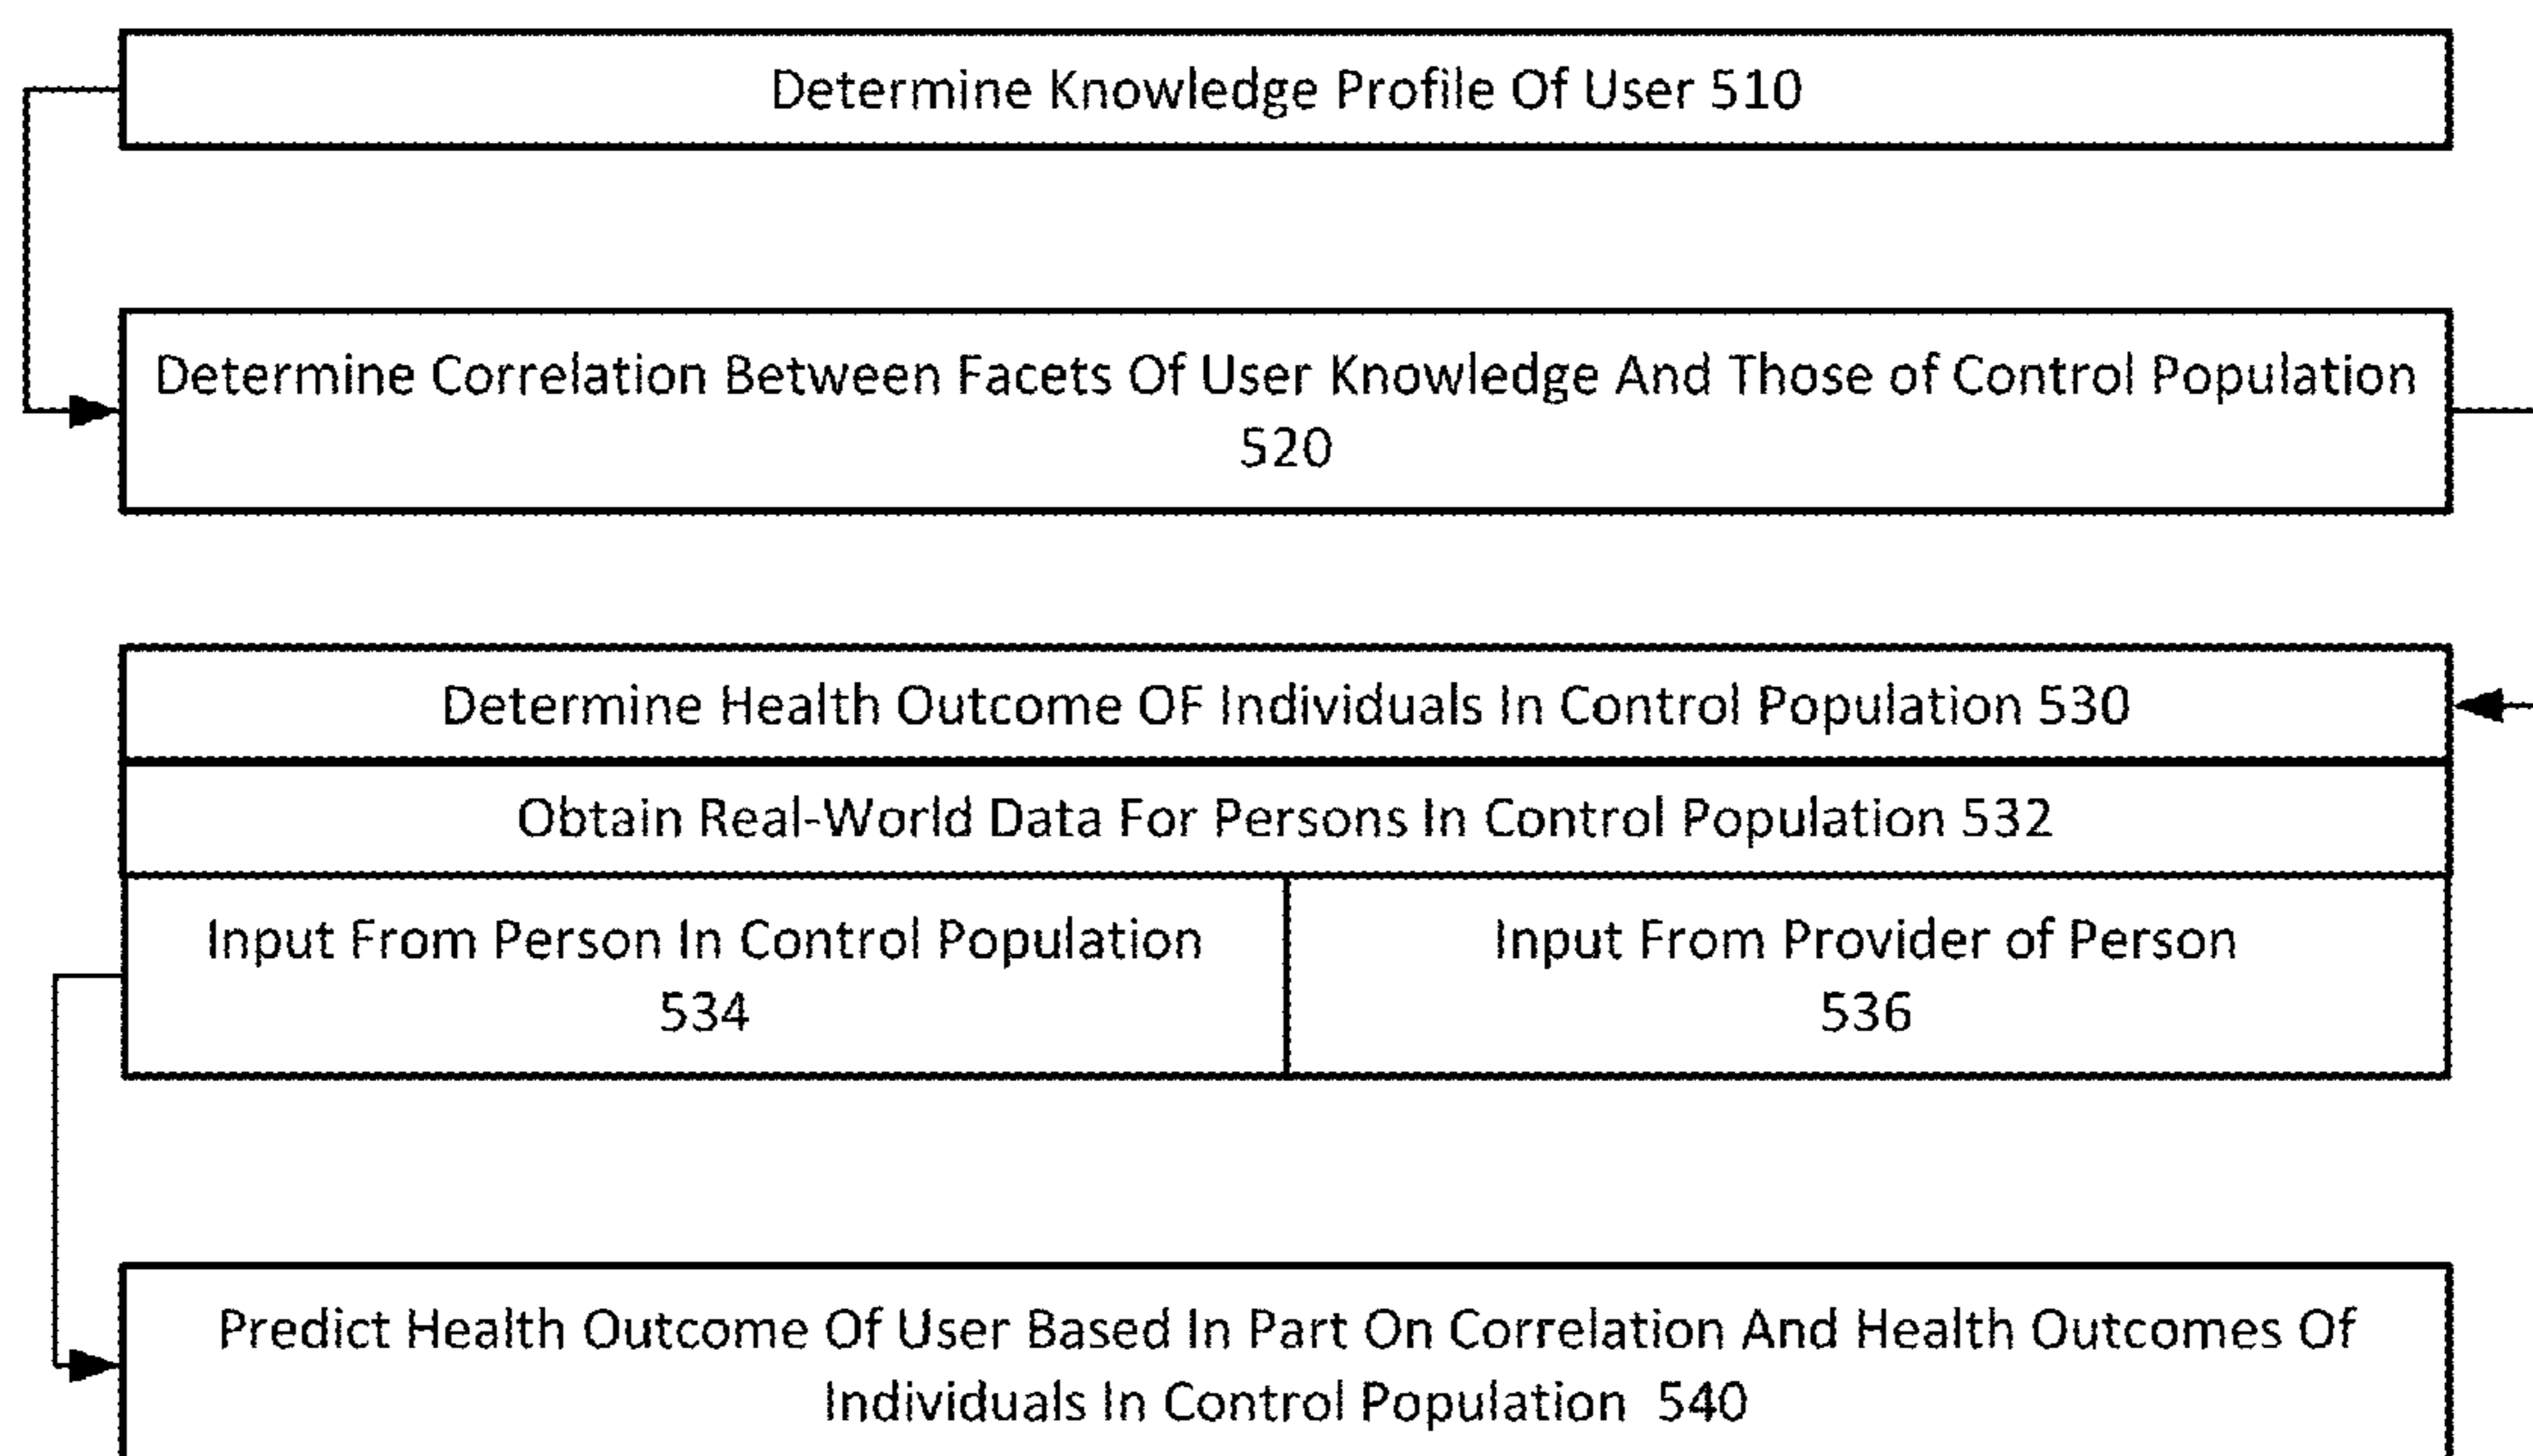 Determine Knowledge Profile Of User 510
Determine Correlation Between Facets Of User Knowledge And Those of Control Population
520
Determine Health Outcome OF Individuals In Control Population 530
Obtain Real-World Data For Persons In Control Population 532
Input From Person In Control Population
534
Input From Provider of Person
536
Predict Health Outcome Of User Based In Part On Correlation And Health Outcomes Of
Individuals In Control Population 540